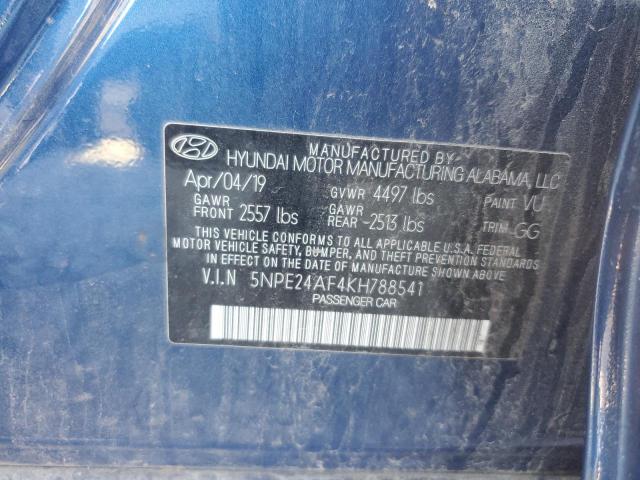 MANUFACTURED BY
HYUNDAI MOTOR MANUFACTURING ALABAMA, LLC
Apr/04/19 GVWR 4497 lbs PAINT VU
GAWR FRONT 2557 lbs GAWR REAR 2513 lbs TRIM GG
THIS VEHICLE CONFORMS TO ALL APPLICABLE U.S.A. FEDERAL
MOTOR VEHICLE SAFETY, BUMPER, AND THEFT PREVENTION
STANDARDS IN EFFECT ON THE DATE OF MANUFACTURE SHOWN ABOVE.
V.I.N 5NPE24AF4KH788541
PASSENGER CAR